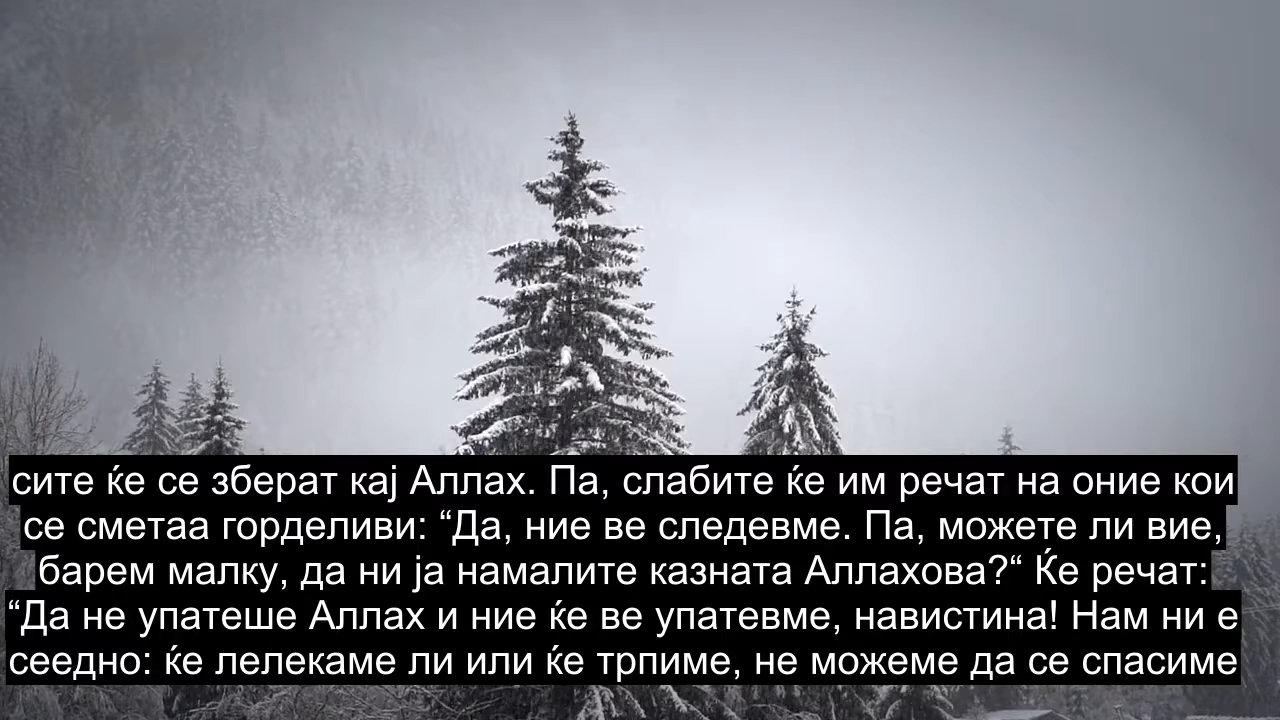 сите ќе се зберат кај Аллах. Па, слабите ќе им речат на оние кои
се сметаа горделиви: “Да, ние ве следевме. Па, можете ли вие,
барем малку, да ни ја намалите казната Аллахова?“ Ќе речат:
“Да не упатеше Аллах и ние ќе ве упатевме, навистина! Нам ни е
сеедно: ќе лелекаме ли или ќе трпиме, не можеме да се спасиме